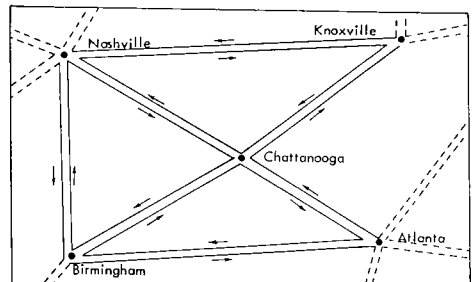 Knoxville
Nashville
Chattanooga
Atlanta
Birmingham